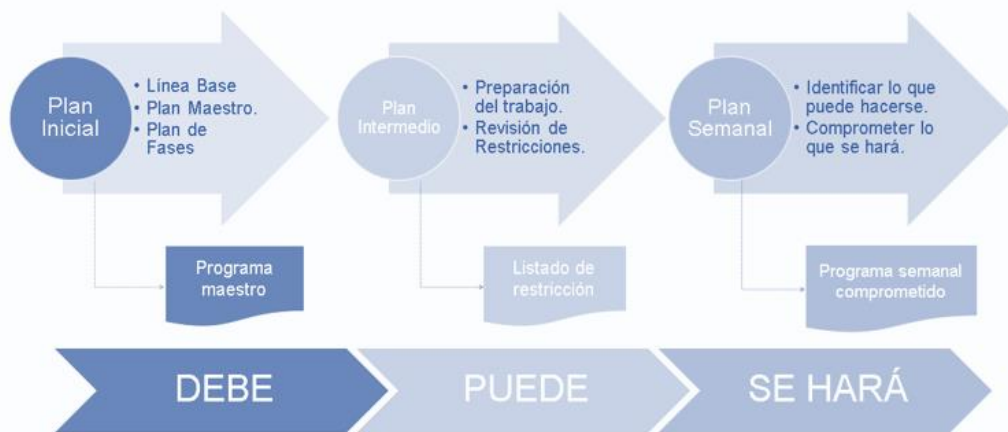 Plan
Inicial
• Línea Base
• Plan Maestro.
• Plan de
Fases
Plan
Intermedio
• Preparación
del trabajo.
• Revisión de
Restricciones.
Plan
Semanal
• Identificar lo que
puede hacerse.
• Comprometer lo
que se hará.
Programa
maestro
Listado de
restricción
Programa semanal
comprometido
DEBE
PUEDE
SE HARÁ